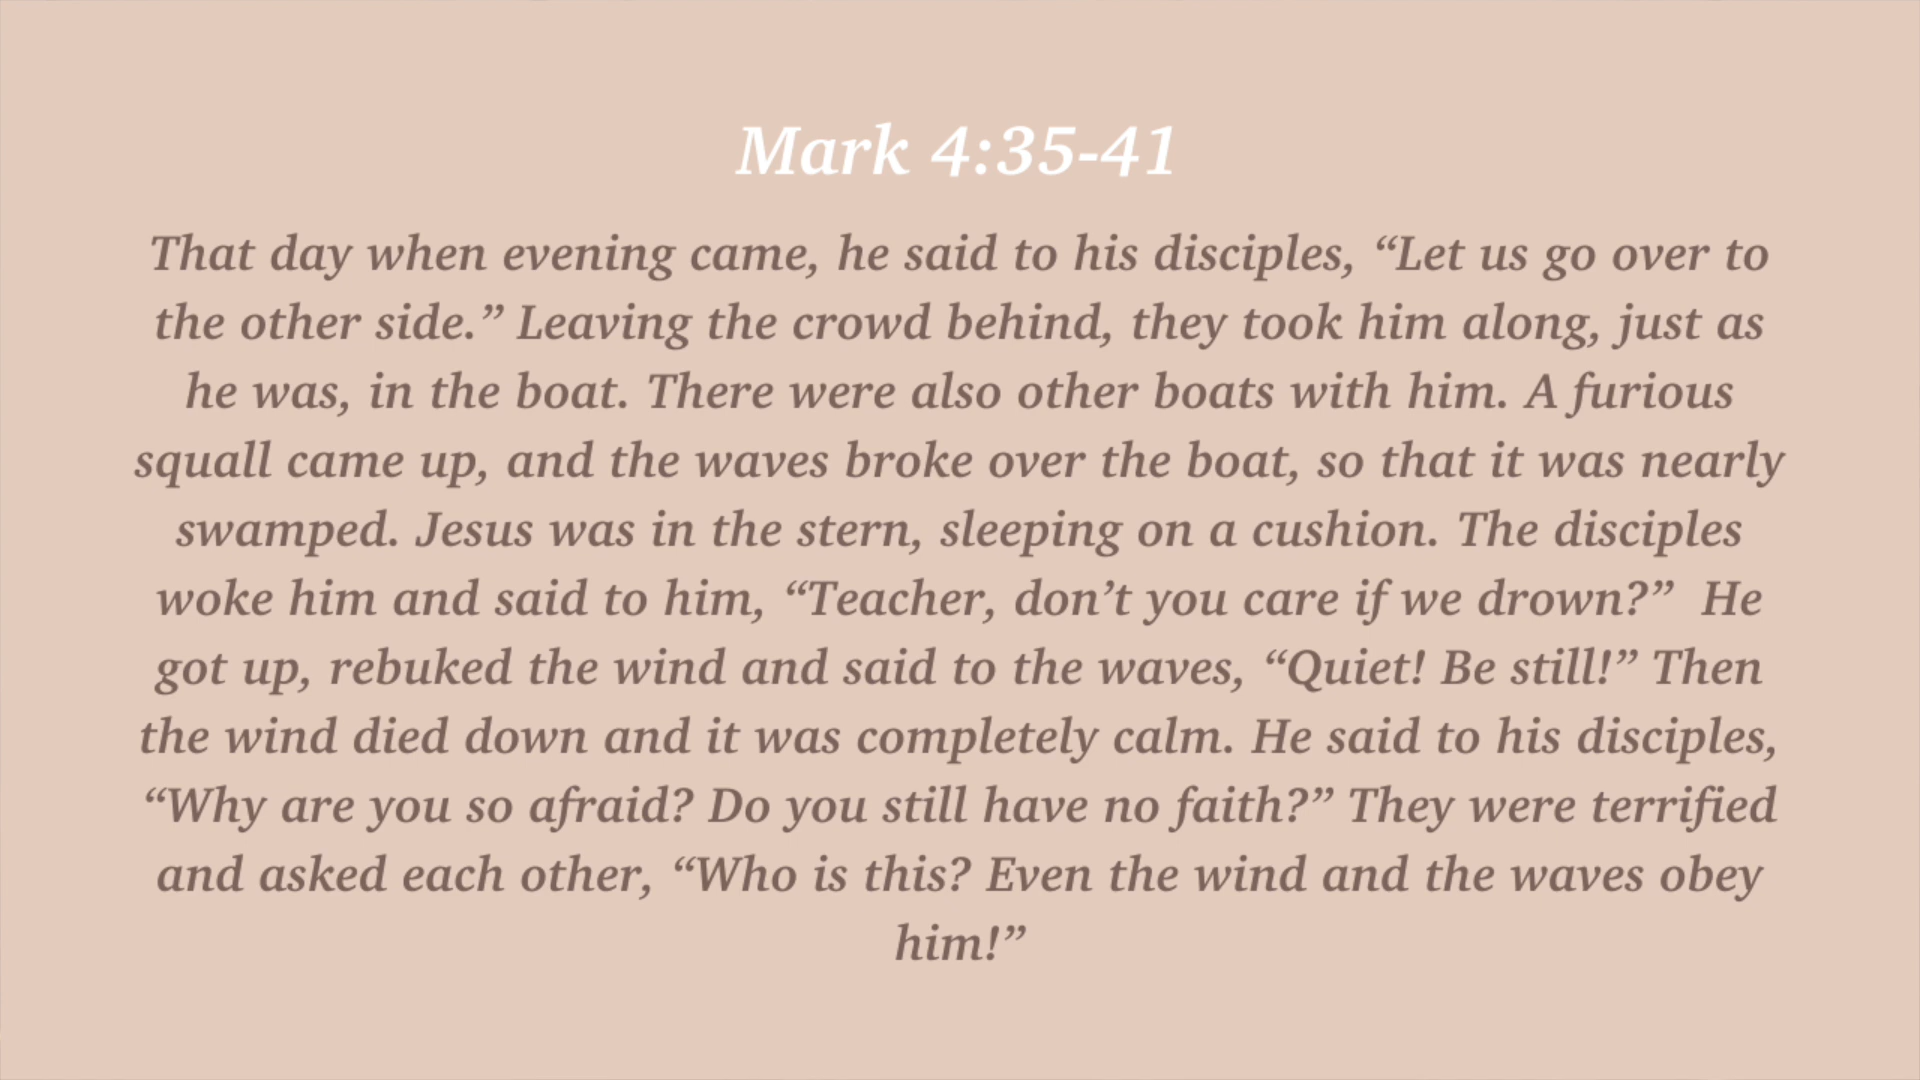 Mark 4:35-41
That day when evening came, he said to his disciples, “Let us go over to
the other side.” Leaving the crowd behind, they took him along, just as
he was, in the boat. There were also other boats with him. A furious
squall came up, and the waves broke over the boat, so that it was nearly
swamped. Jesus was in the stern, sleeping on a cushion. The disciples
woke him and said to him, “Teacher, don’t you care if we drown?”  He
got up, rebuked the wind and said to the waves, “Quiet! Be still!” Then
the wind died down and it was completely calm. He said to his disciples,
“Why are you so afraid? Do you still have no faith?” They were terrified
and asked each other, “Who is this? Even the wind and the waves obey
him!”